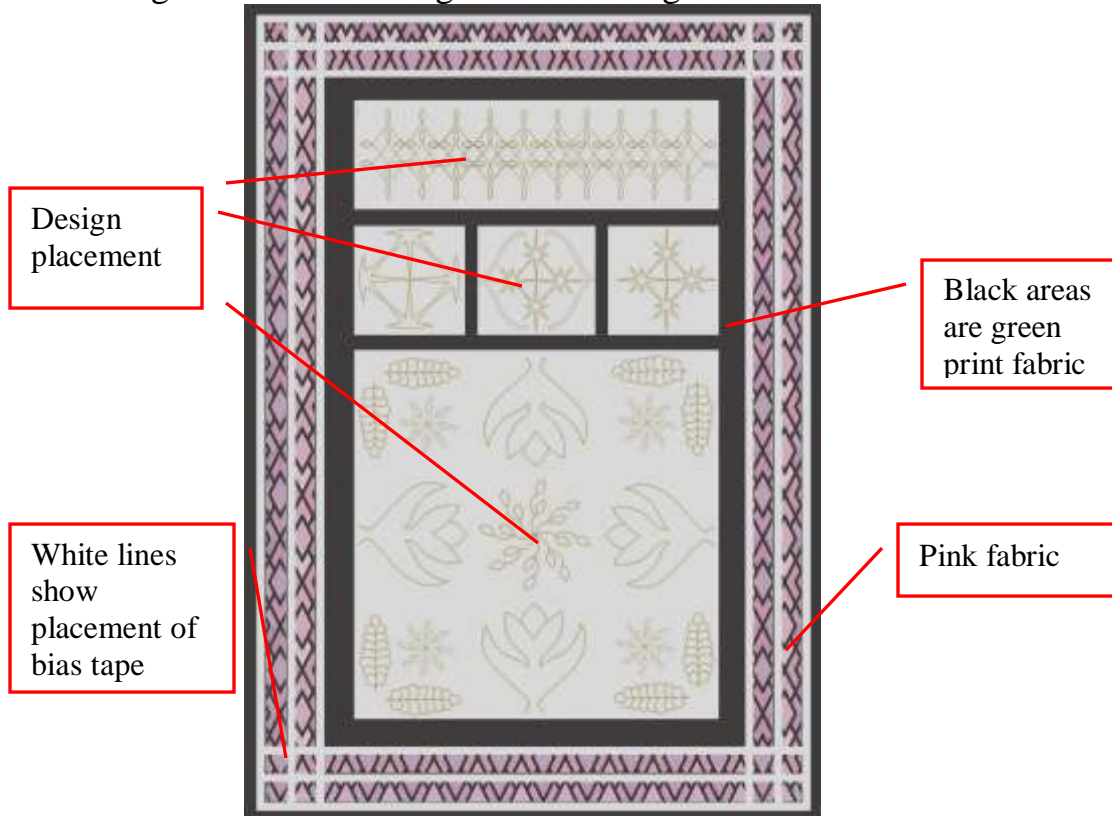 Design
placement
Black areas
are green
print fabric
White lines
show
placement of
bias tape
Pink fabric